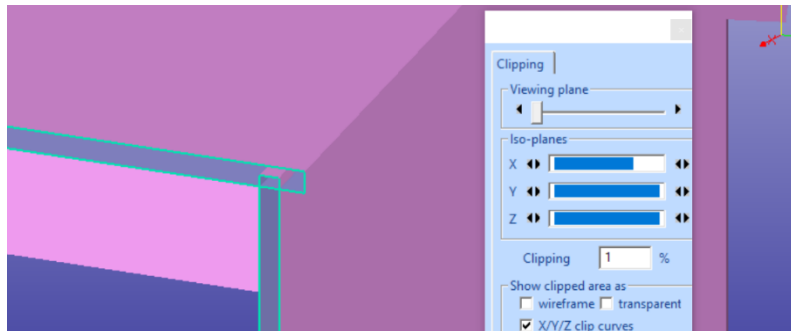 Clipping
Viewing plane
Iso-planes
X
Y
Z
Clipping 1 %
Show clipped area as
wireframe transparent
X/Y/Z clip curves